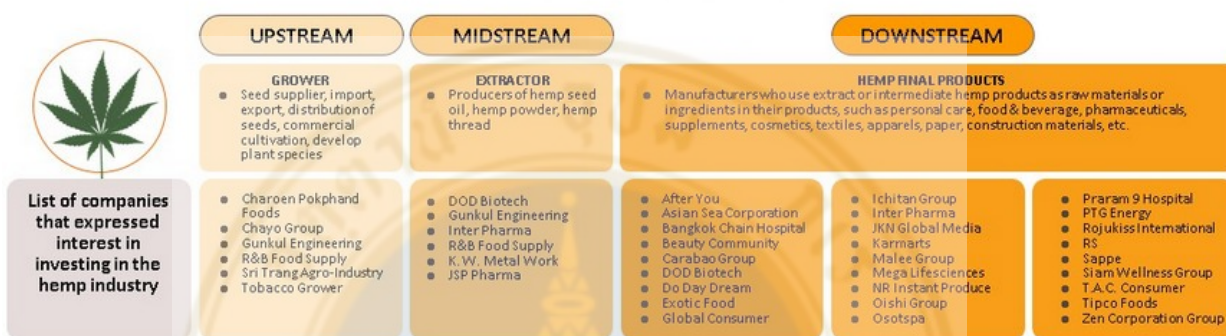 UPSTREAM
MIDSTREAM
DOWNSTREAM
GROWER
● Seed supplier, import,
export, distribution of
seeds, commercial
cultivation, develop
plant species
EXTRACTOR
● Producers of hemp seed
oil, hemp powder, hemp
thread
HEMP FINAL PRODUCTS
● Manufacturers who use extract or intermediate hemp products as raw materials or
ingredients in their products, such as personal care, food & beverage, pharmaceuticals,
supplements, cosmetics, textiles, apparels, paper, construction materials, etc.
List of companies
that expressed
interest in
investing in the
hemp industry
● Charoen Pokphand
Foods
● Chayo Group
● Gunkul Engineering
● R&B Food Supply
● Sri Trang Agro-Industry
● Tobacco Grower
● DOD Biotech
● Gunkul Engineering
● Inter Pharma
● R&B Food Supply
● K.W. Metal Work
● JSP Pharma
● After You
● Asian Sea Corporation
● Bangkok Chain Hospital
● Beauty Community
● Carabao Group
● DOD Biotech
● Do Day Dream
● Exotic Food
● Global Consumer
● Ichitan Group
● Inter Pharma
● JKN Global Media
● Karmarts
● Malee Group
● Mega Lifesciences
● NR Instant Produce
● Oishi Group
● Osotspa
● Praram 9 Hospital
● PTG Energy
● Rojukiss International
● RS
● Sappe
● Siam Wellness Group
● T.A.C. Consumer
● Tipco Foods
● Zen Corporation Group